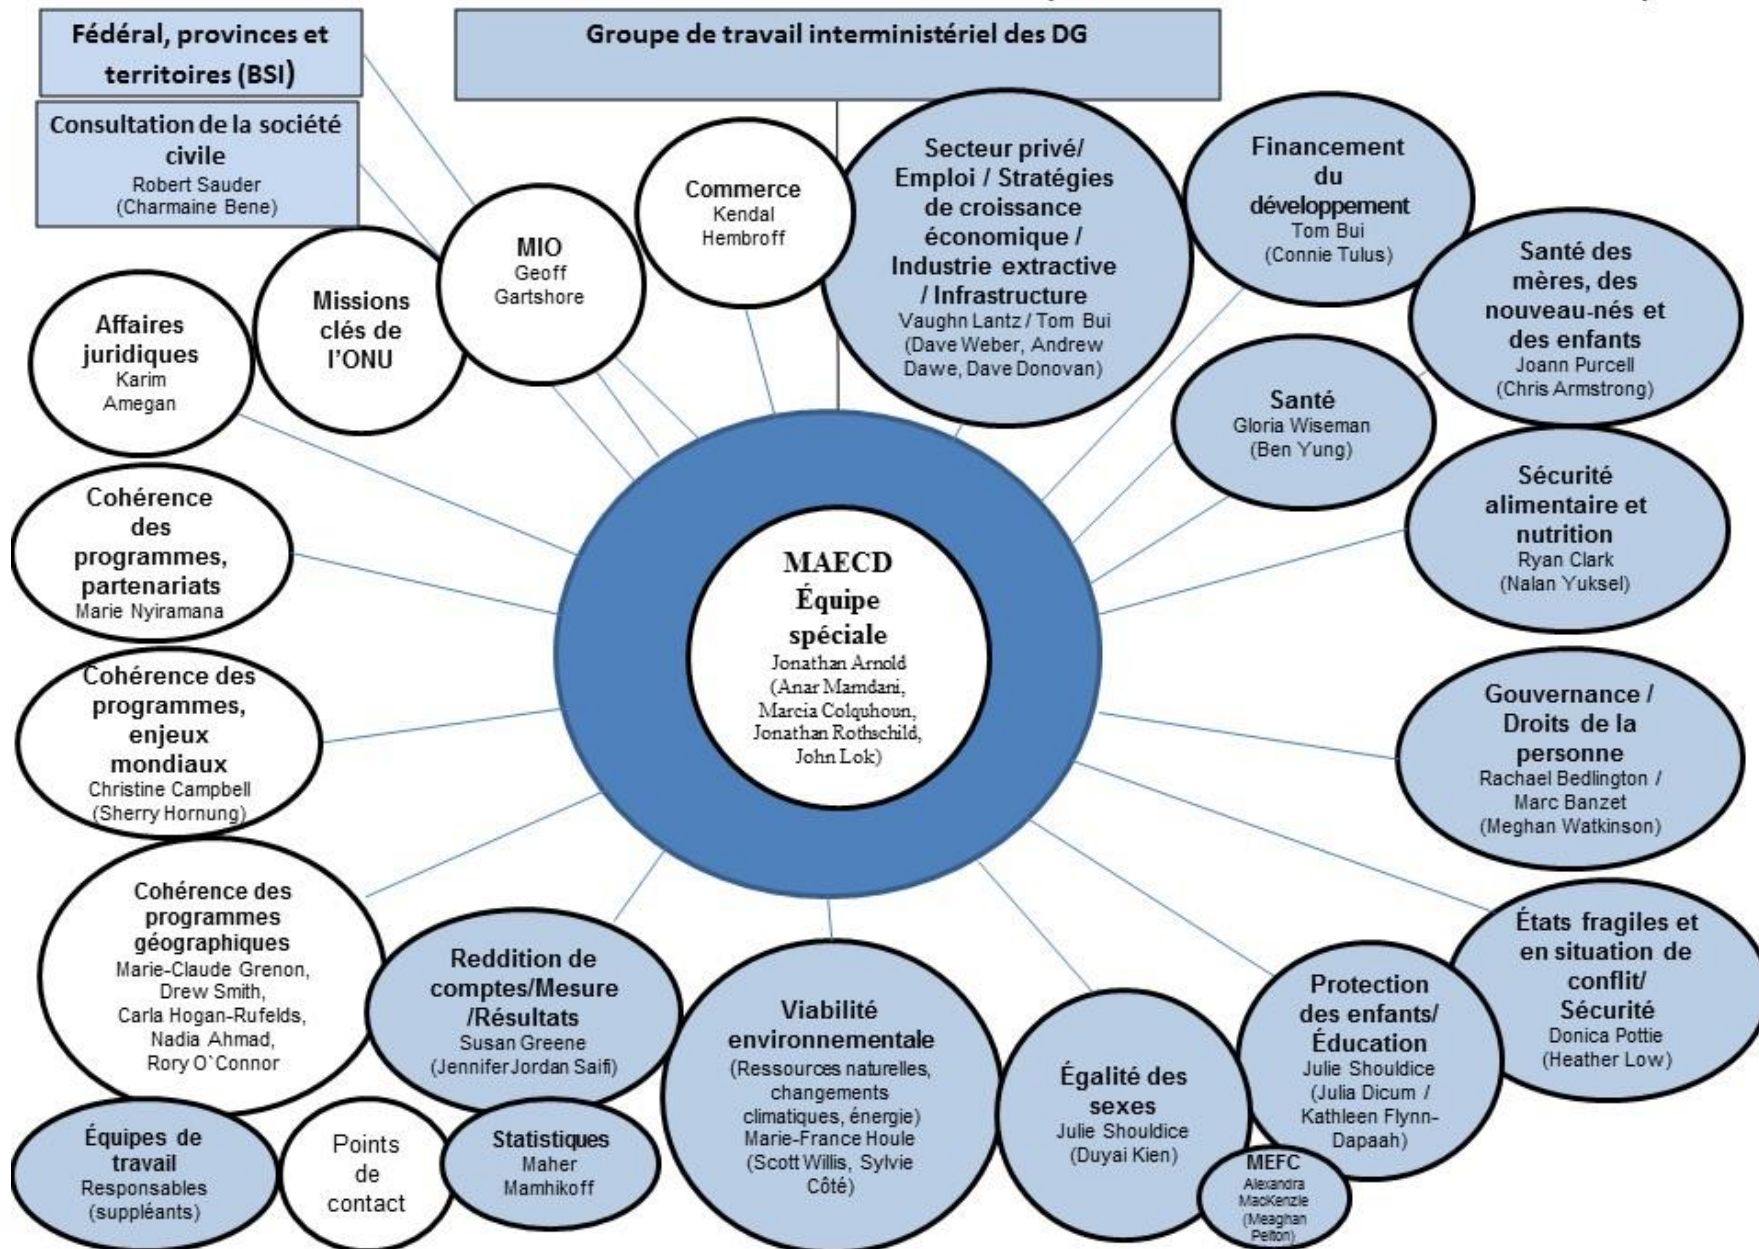 Fédéral, provinces et
territoires (BSI)
Groupe de travail interministériel des DG
Consultation de la société
civile
Robert Sauder
(Charmaine Bene)
Affaires
juridiques
Karim
Amegan
Missions
clés de
l'ONU
MIO
Geoff
Gartshore
Commerce
Kendal
Hembroff
Secteur privé/
Emploi / Stratégies
de croissance
économique /
Industrie extractive
/ Infrastructure
Vaughn Lantz / Tom Bui
(Dave Weber, Andrew
Dawe, Dave Donovan)
Financement
du
développement
Tom Bui
(Connie Tulus)
Santé des
mères, des
nouveau-nés et
des enfants
Joann Purcell
(Chris Armstrong)
Santé
Gloria Wiseman
(Ben Yung)
Sécurité
alimentaire et
nutrition
Ryan Clark
(Nalan Yuksel)
Cohérence
des
programmes,
partenariats
Marie Nyiramana
MAECD
Équipe
spéciale
Jonathan Arnold
(Anar Mamdani,
Marcia Colquhoun,
Jonathan Rothschild,
John Lok)
Cohérence des
programmes,
enjeux
mondiaux
Christine Campbell
(Sherry Hornung)
Gouvernance /
Droits de la
personne
Rachael Bedlington /
Marc Banzet
(Meghan Watkinson)
Cohérence des
programmes
géographiques
Marie-Claude Grenon,
Drew Smith,
Carla Hogan-Rufelds,
Nadia Ahmad,
Rory O`Connor
Reddition de
comptes/Mesure
/Résultats
Susan Greene
(Jennifer Jordan Saifi)
Viabilité
environnementale
(Ressources naturelles,
changements
climatiques, énergie)
Marie-France Houle
(Scott Willis, Sylvie
Côté)
Égalité des
sexes
Julie Shouldice
(Duyai Kien)
Protection
des enfants/
Éducation
Julie Shouldice
(Julia Dicum /
Kathleen Flynn-
Dapaah)
États fragiles et
en situation de
conflit/
Sécurité
Donica Pottie
(Heather Low)
Équipes de
travail
Responsables
(suppléants)
Points
de
contact
Statistiques
Maher
Mamhikoff
MEFC
Alexandra
MacKenzie
(Meaghan
Pelton)